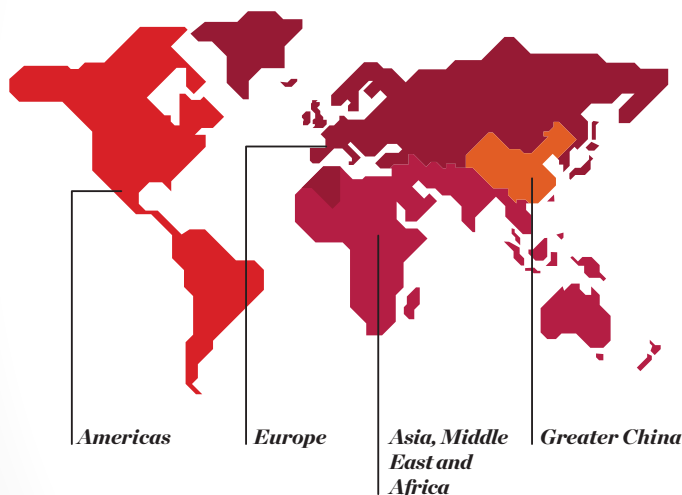 Americas
Europe
Asia, Middle
East and
Africa
Greater China